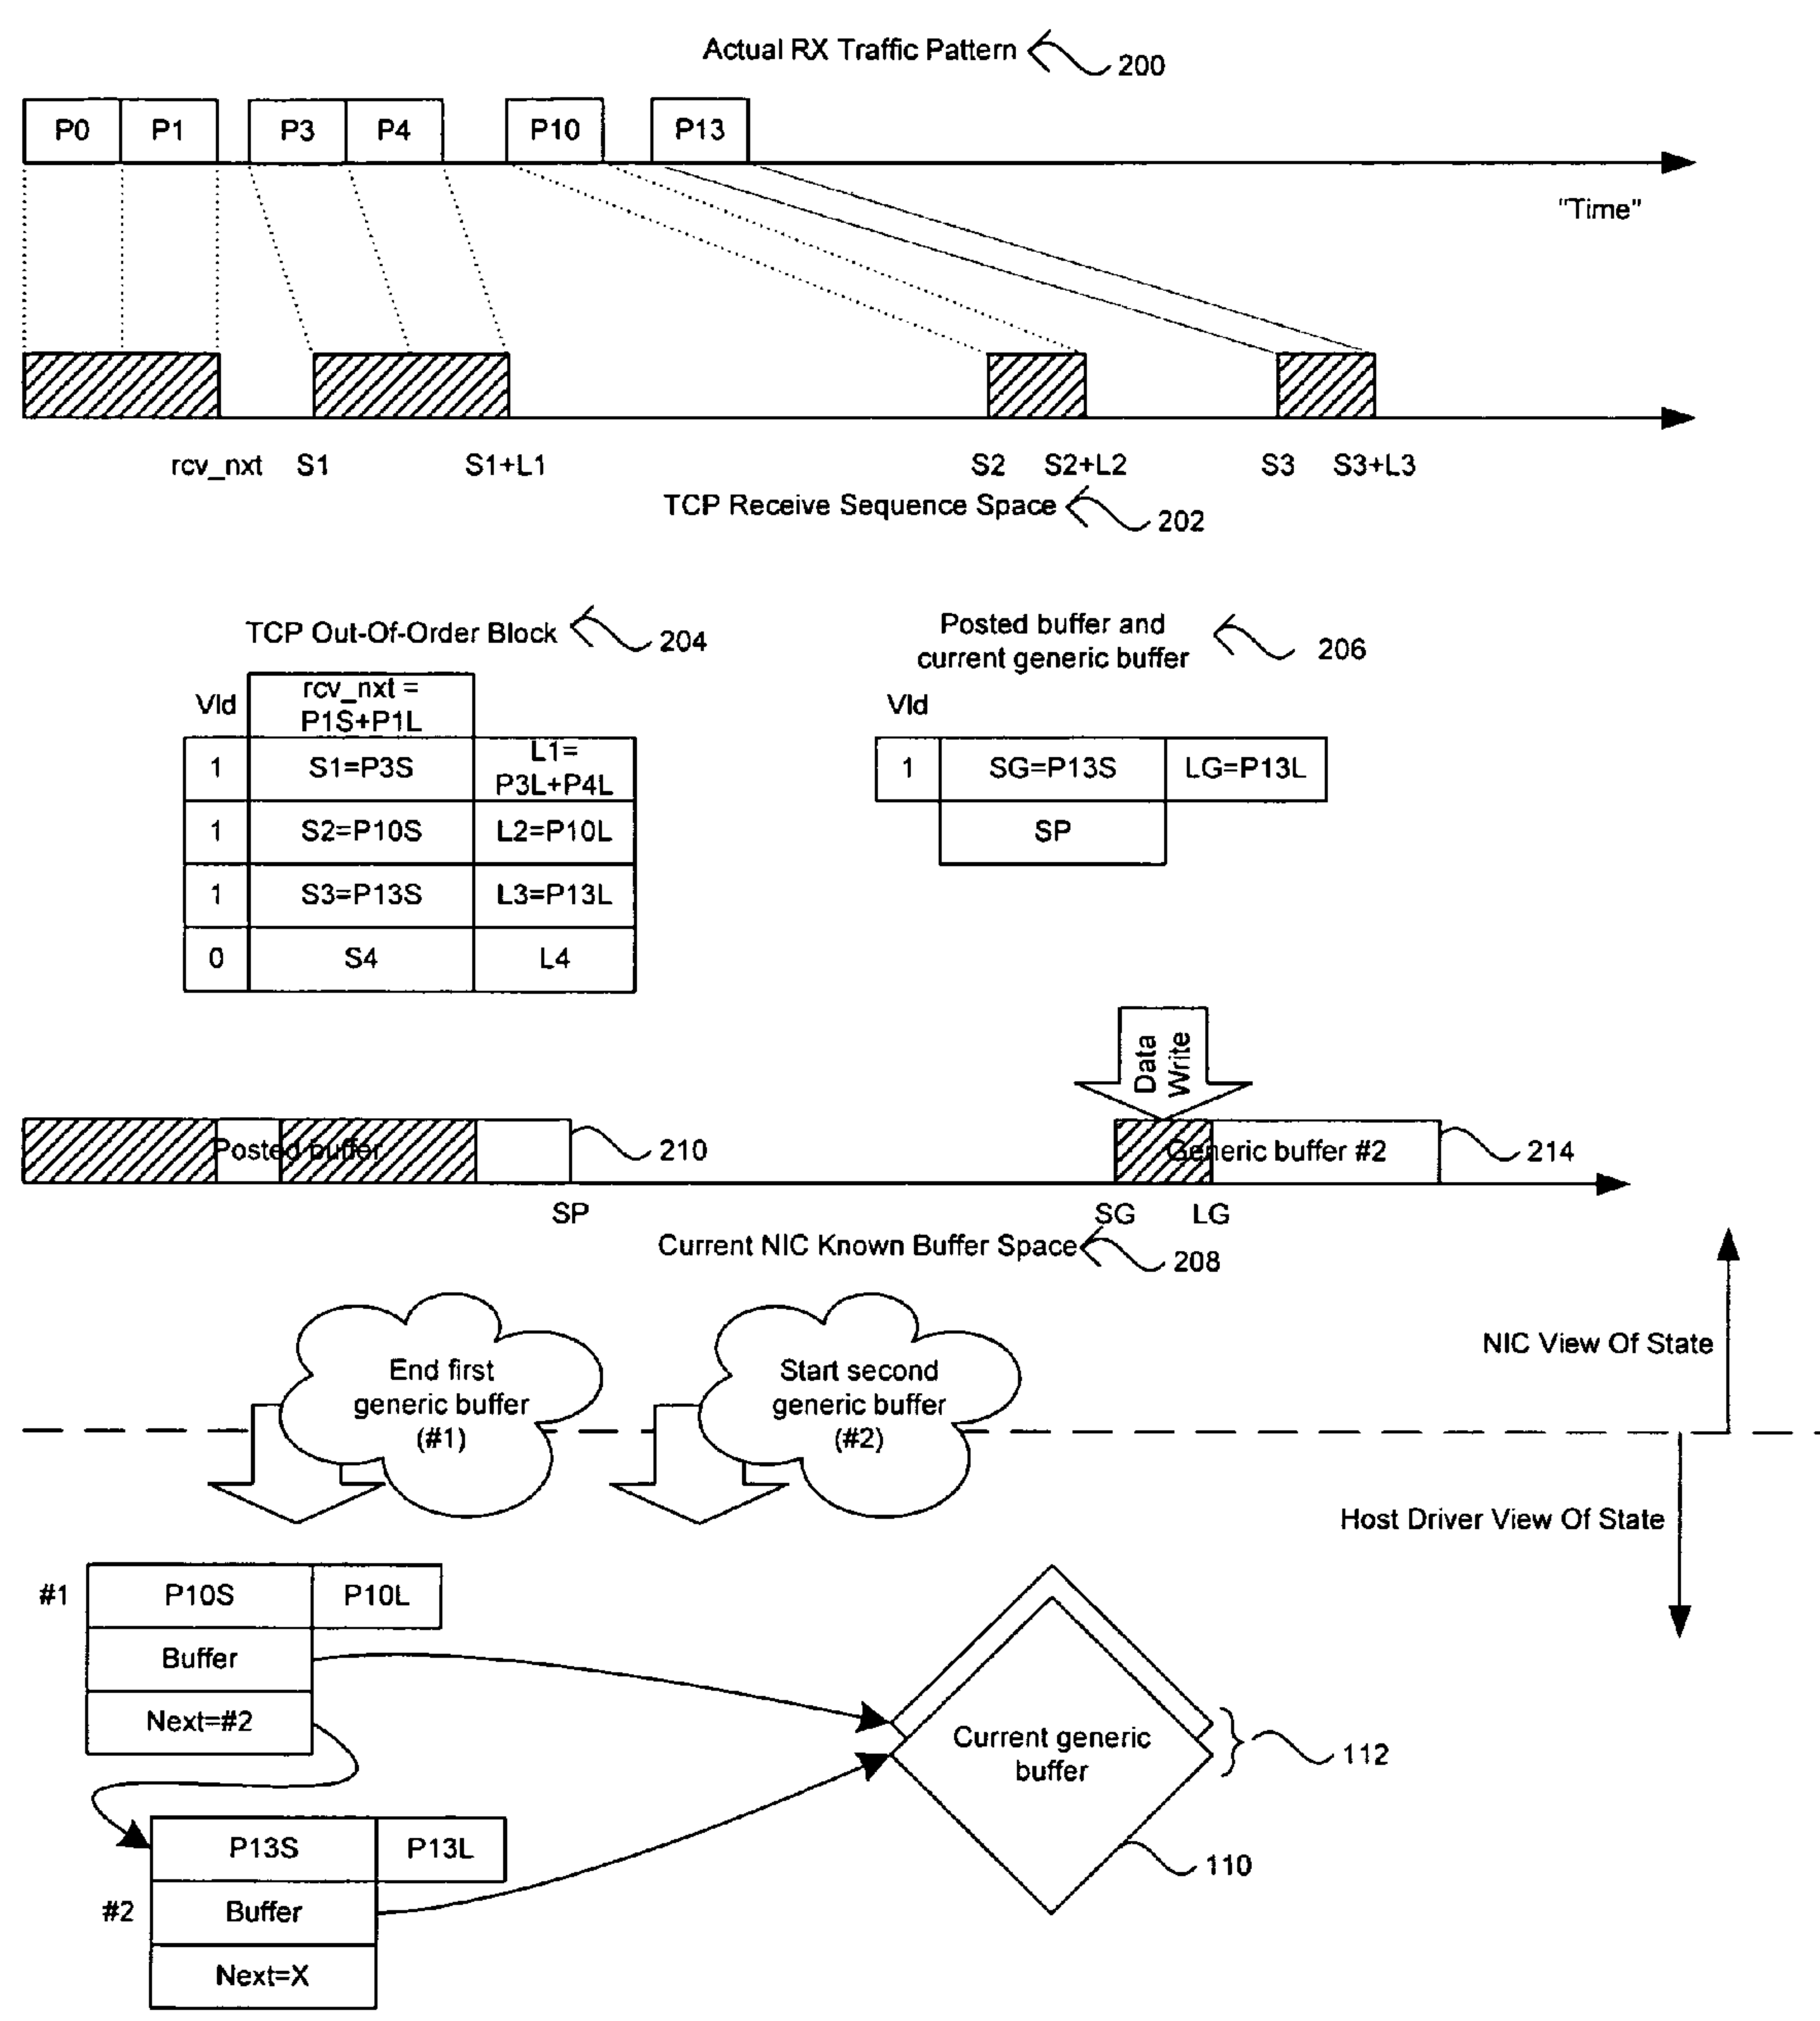 Actual RX Traffic Pattern
200
P0 P1 P3 P4 P10 P13
"Time"
rcv_nxt S1 S1+L1 S2 S2+L2 S3 S3+L3
TCP Receive Sequence Space
202
TCP Out-Of-Order Block
204
Posted buffer and
current generic buffer
206
Vld
rcv_nxt =
P1S+P1L
1 S1=P3S
L1=
P3L+P4L
1 S2=P10S L2=P10L
1 S3=P13S L3=P13L
0 S4 L4
Vld
1 SG=P13S LG=P13L
SP
Data
Write
Posted buffer
210
Generic buffer #2
214
SP SG LG
Current NIC Known Buffer Space
208
End first
generic buffer
(#1)
Start second
generic buffer
(#2)
NIC View Of State
Host Driver View Of State
#1 P10S P10L
Buffer
Next=#2
P13S P13L
#2 Buffer
Next=X
Current generic
buffer
112
110